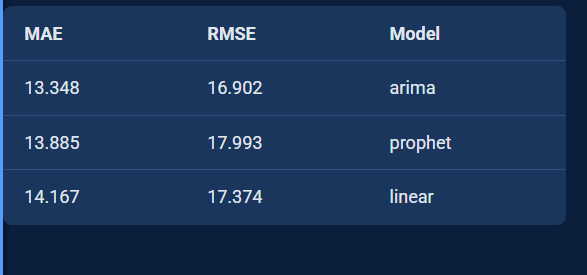 MAE RMSE Model
13.348 16.902 arima
13.885 17.993 prophet
14.167 17.374 linear